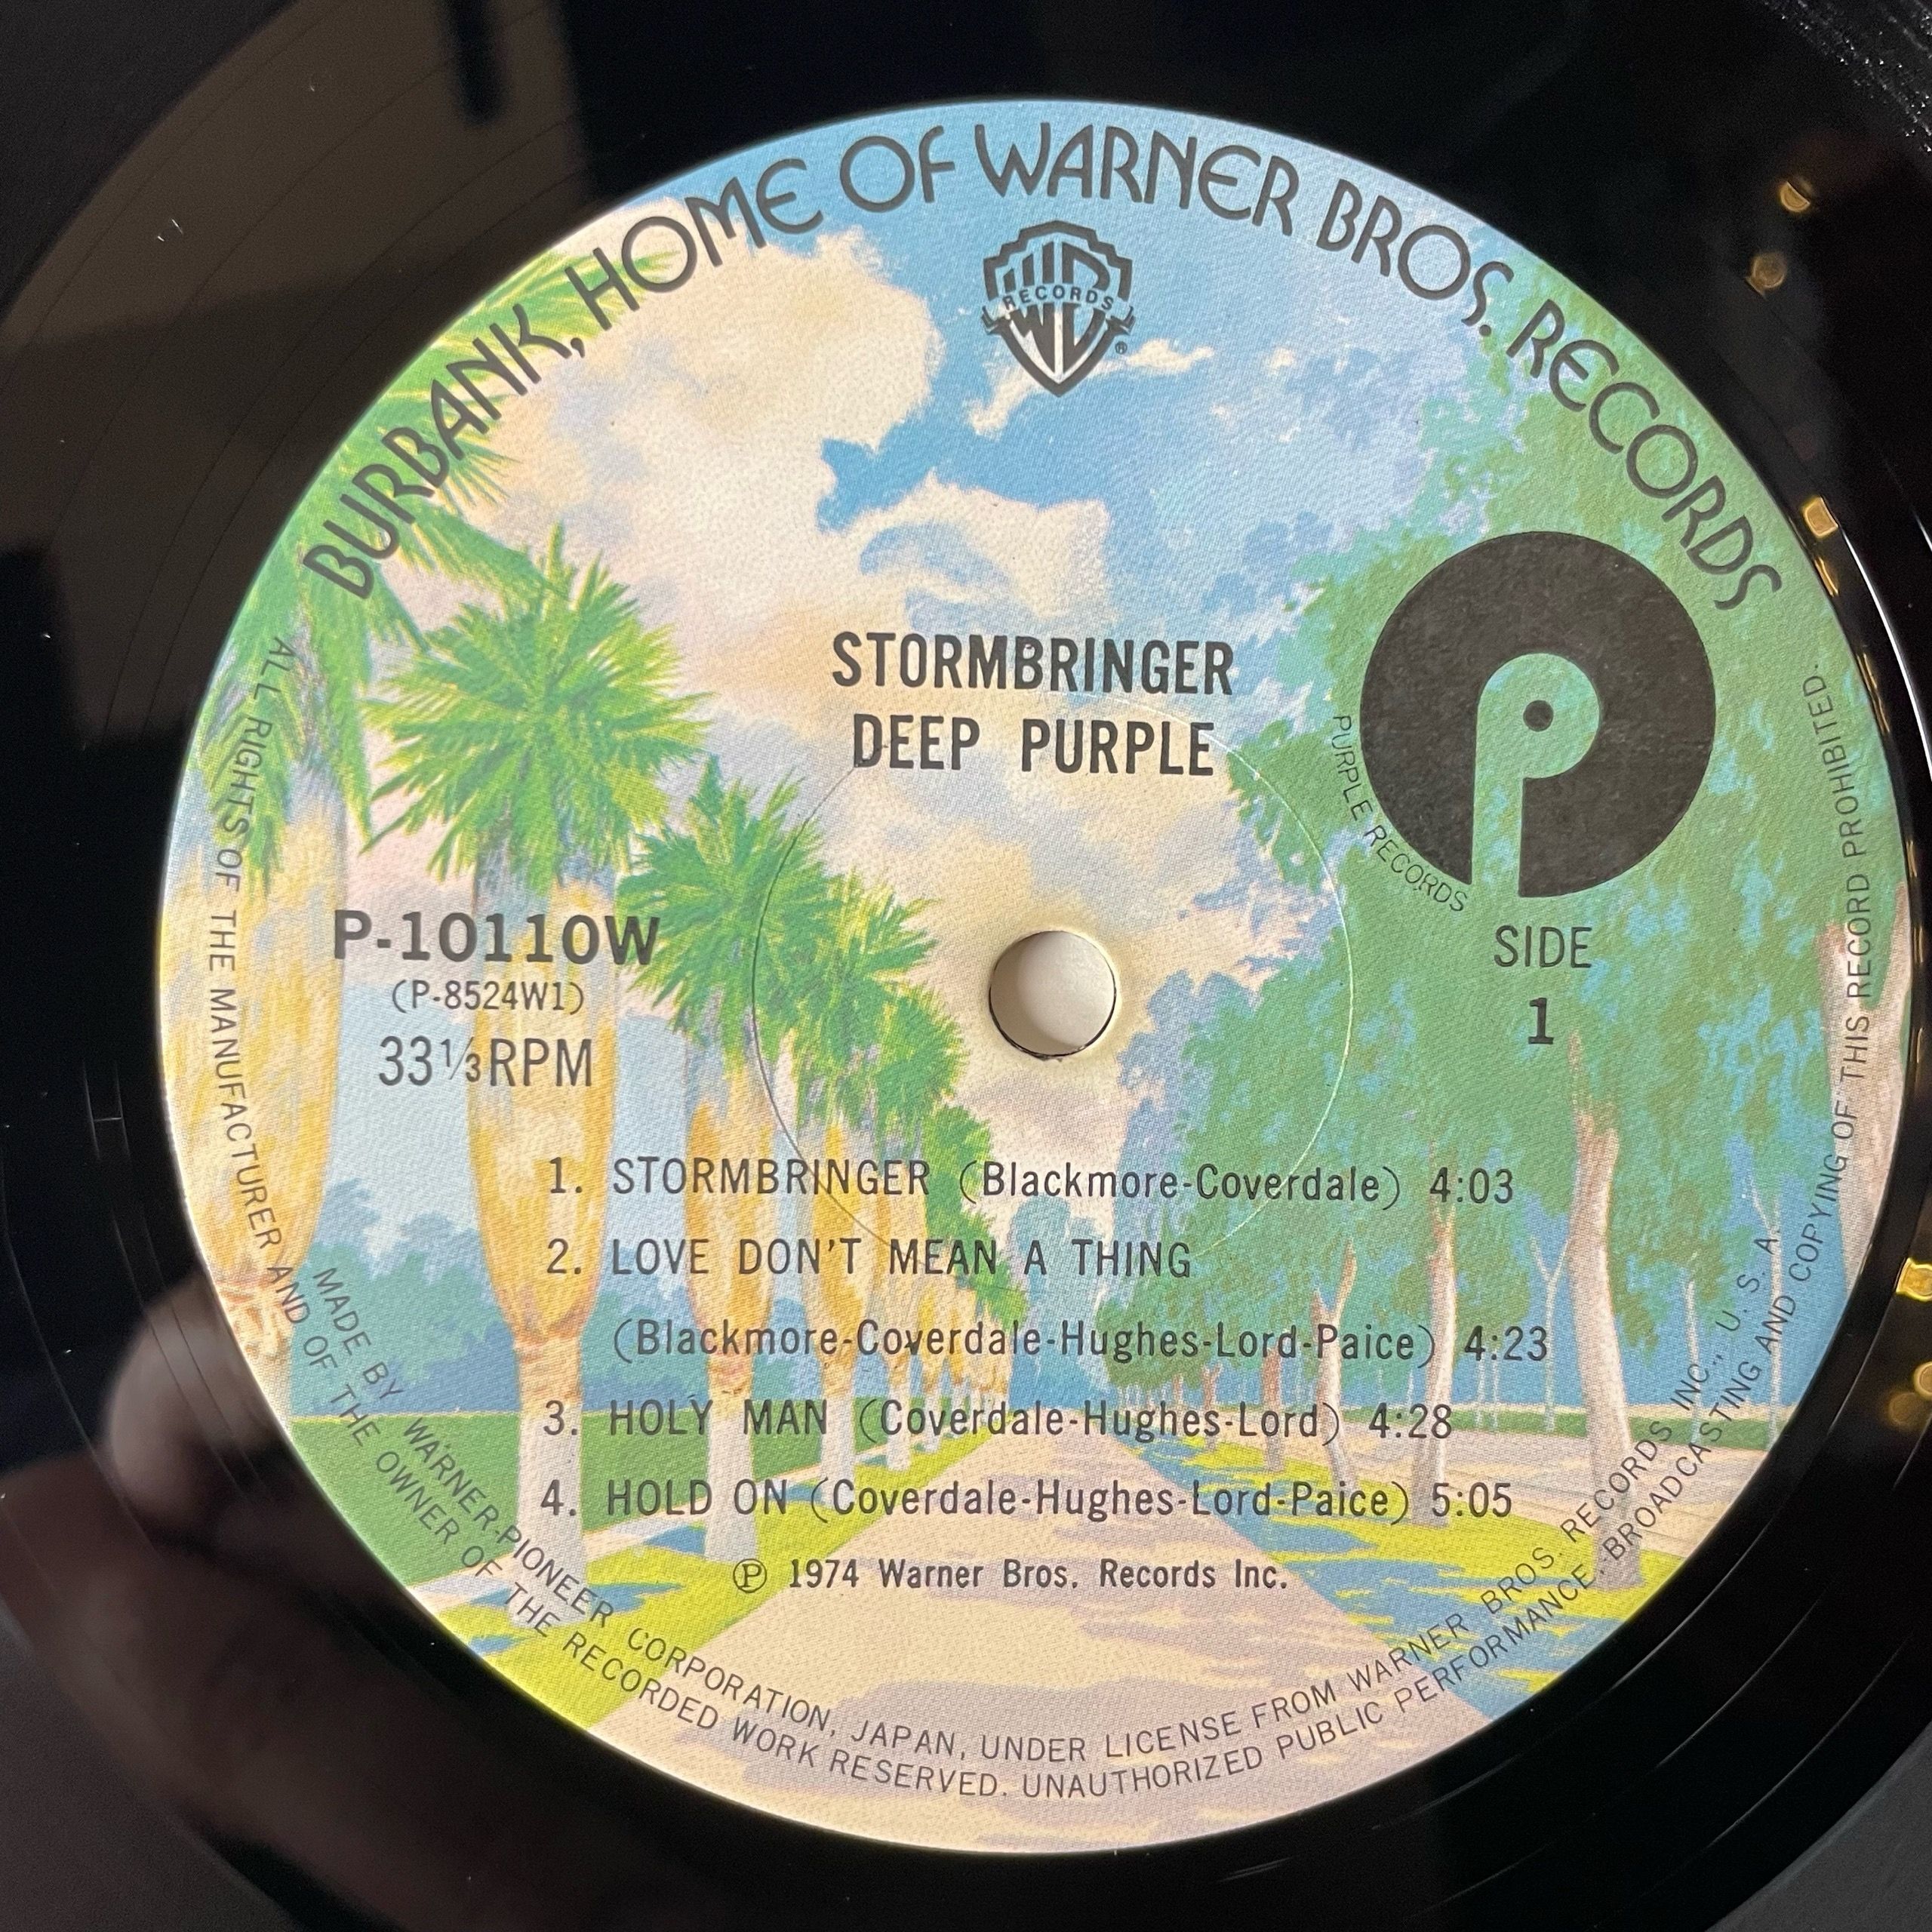 BURBANK, HOME OF WARNER BROS. RECORDS
RECORDS
WB
®
STORMBRINGER
DEEP PURPLE
PURPLE RECORDS
P-10110W
(P-8524W1)
33⅓RPM
SIDE
1
1. STORMBRINGER (Blackmore-Coverdale) 4:03
2. LOVE DON'T MEAN A THING
(Blackmore-Coverdale-Hughes-Lord-Paice) 4:23
3. HOLY MAN (Coverdale-Hughes-Lord) 4:28
4. HOLD ON (Coverdale-Hughes-Lord-Paice) 5:05
℗ 1974 Warner Bros. Records Inc.
MADE BY WARNER-PIONEER CORPORATION, JAPAN, UNDER LICENSE FROM WARNER BROS. RECORDS INC., U. S. A.
ALL RIGHTS OF THE MANUFACTURER AND OF THE OWNER OF THE RECORDED WORK RESERVED. UNAUTHORIZED PUBLIC PERFORMANCE, BROADCASTING AND COPYING OF THIS RECORD PROHIBITED.